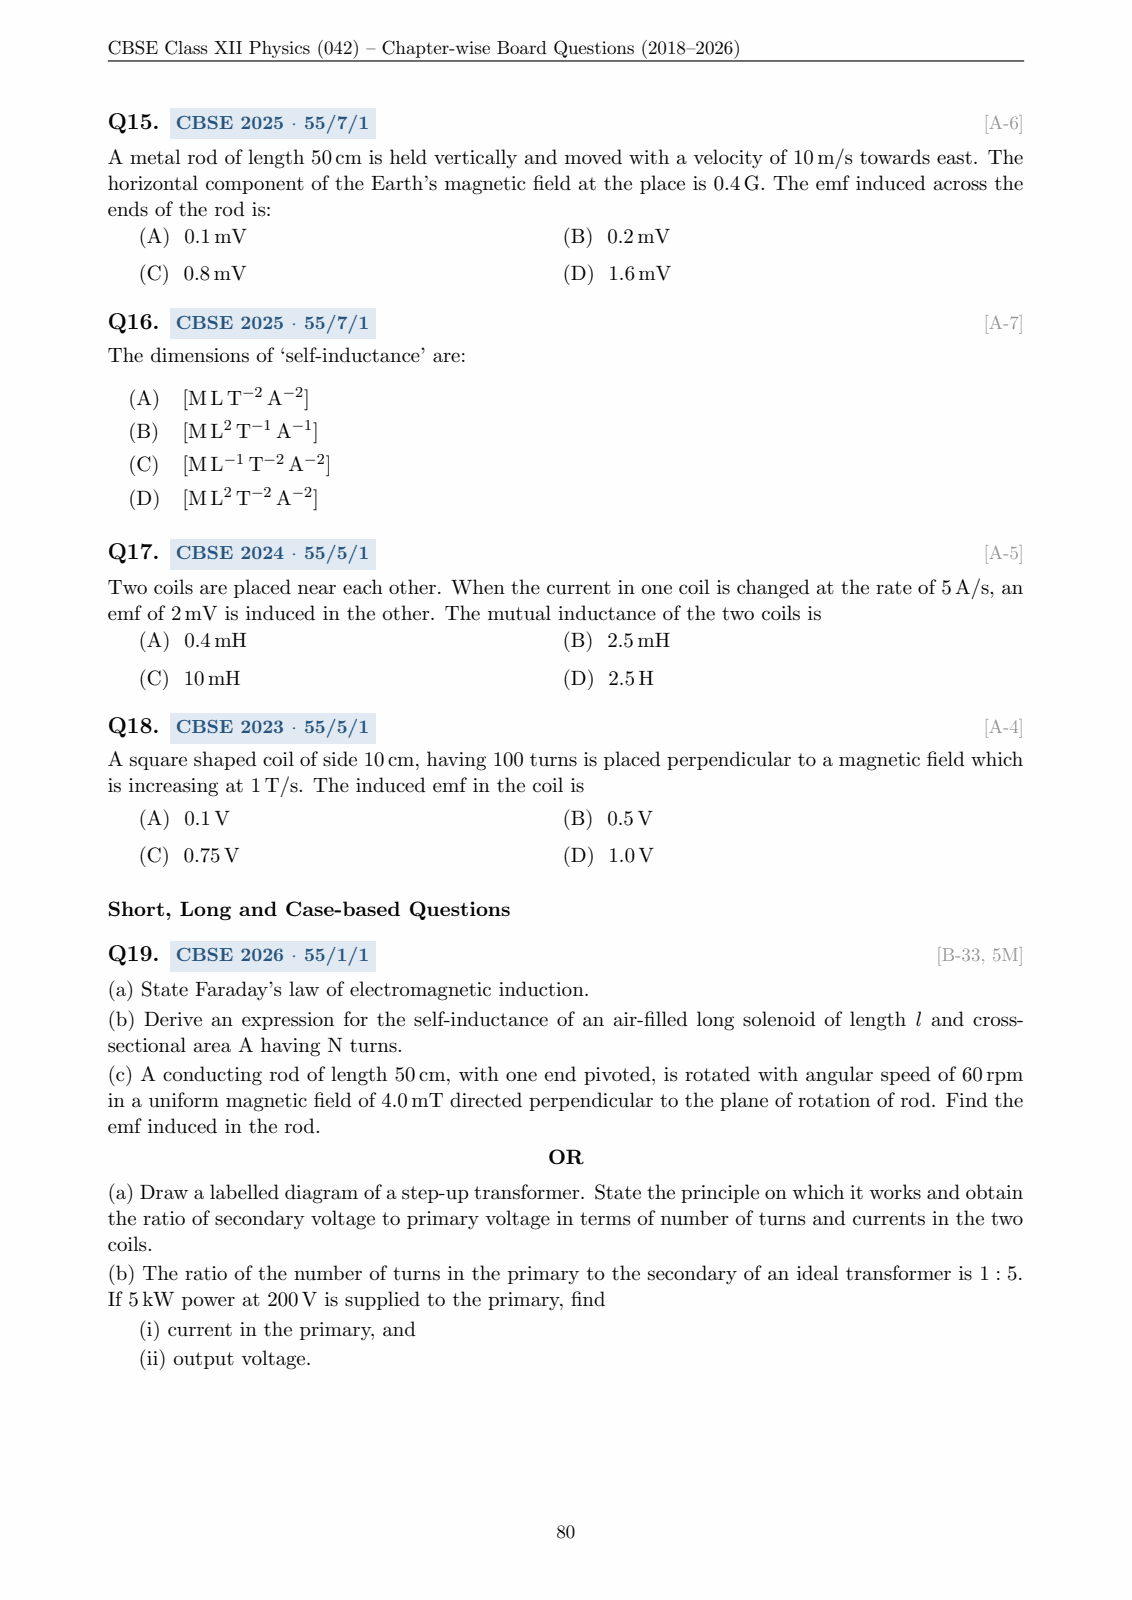 CBSE Class XII Physics (042) – Chapter-wise Board Questions (2018–2026)
Q15. CBSE 2025 · 55/7/1 [A-6]
A metal rod of length 50 cm is held vertically and moved with a velocity of 10 m/s towards east. The
horizontal component of the Earth's magnetic field at the place is 0.4 G. The emf induced across the
ends of the rod is:
(A) 0.1 mV (B) 0.2 mV
(C) 0.8 mV (D) 1.6 mV
Q16. CBSE 2025 · 55/7/1 [A-7]
The dimensions of ‘self-inductance’ are:
(A) [M L T⁻² A⁻²]
(B) [M L² T⁻¹ A⁻¹]
(C) [M L⁻¹ T⁻² A⁻²]
(D) [M L² T⁻² A⁻²]
Q17. CBSE 2024 · 55/5/1 [A-5]
Two coils are placed near each other. When the current in one coil is changed at the rate of 5 A/s, an
emf of 2 mV is induced in the other. The mutual inductance of the two coils is
(A) 0.4 mH (B) 2.5 mH
(C) 10 mH (D) 2.5 H
Q18. CBSE 2023 · 55/5/1 [A-4]
A square shaped coil of side 10 cm, having 100 turns is placed perpendicular to a magnetic field which
is increasing at 1 T/s. The induced emf in the coil is
(A) 0.1 V (B) 0.5 V
(C) 0.75 V (D) 1.0 V
Short, Long and Case-based Questions
Q19. CBSE 2026 · 55/1/1 [B-33, 5M]
(a) State Faraday's law of electromagnetic induction.
(b) Derive an expression for the self-inductance of an air-filled long solenoid of length l and cross-
sectional area A having N turns.
(c) A conducting rod of length 50 cm, with one end pivoted, is rotated with angular speed of 60 rpm
in a uniform magnetic field of 4.0 mT directed perpendicular to the plane of rotation of rod. Find the
emf induced in the rod.
OR
(a) Draw a labelled diagram of a step-up transformer. State the principle on which it works and obtain
the ratio of secondary voltage to primary voltage in terms of number of turns and currents in the two
coils.
(b) The ratio of the number of turns in the primary to the secondary of an ideal transformer is 1 : 5.
If 5 kW power at 200 V is supplied to the primary, find
(i) current in the primary, and
(ii) output voltage.
80